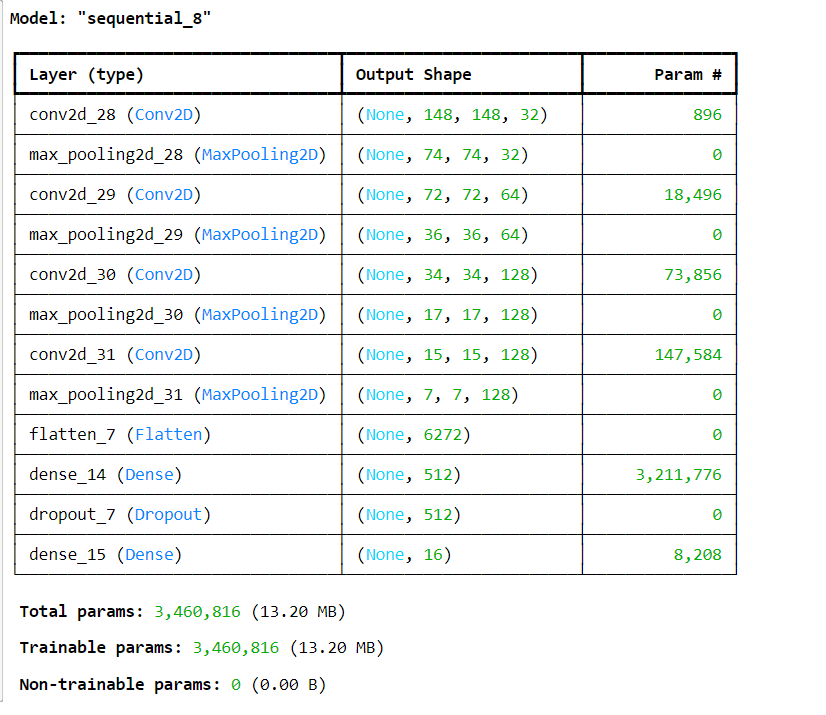 Model: "sequential_8"
Layer (type) Output Shape Param #
conv2d_28 (Conv2D) (None, 148, 148, 32) 896
max_pooling2d_28 (MaxPooling2D) (None, 74, 74, 32) 0
conv2d_29 (Conv2D) (None, 72, 72, 64) 18,496
max_pooling2d_29 (MaxPooling2D) (None, 36, 36, 64) 0
conv2d_30 (Conv2D) (None, 34, 34, 128) 73,856
max_pooling2d_30 (MaxPooling2D) (None, 17, 17, 128) 0
conv2d_31 (Conv2D) (None, 15, 15, 128) 147,584
max_pooling2d_31 (MaxPooling2D) (None, 7, 7, 128) 0
flatten_7 (Flatten) (None, 6272) 0
dense_14 (Dense) (None, 512) 3,211,776
dropout_7 (Dropout) (None, 512) 0
dense_15 (Dense) (None, 16) 8,208
Total params: 3,460,816 (13.20 MB)
Trainable params: 3,460,816 (13.20 MB)
Non-trainable params: 0 (0.00 B)